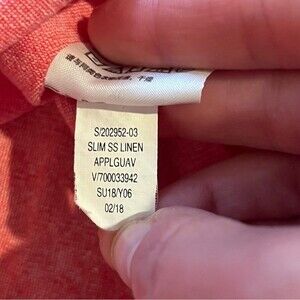 S/202952-03
SLIM SS LINEN
APPLGUAV
V/700033942
SU18/Y06
02/18